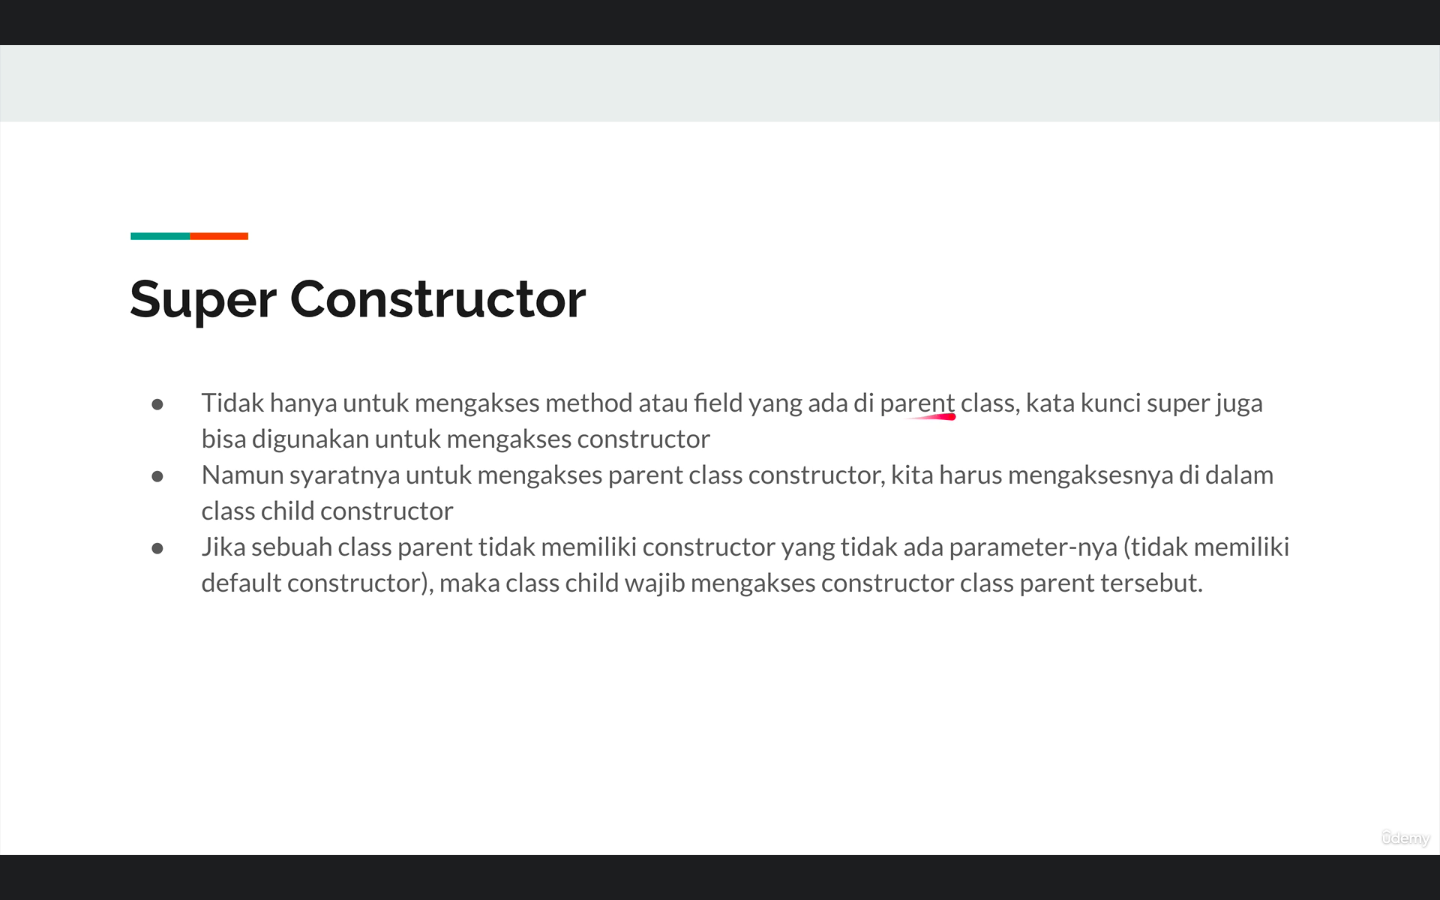 Super Constructor
● Tidak hanya untuk mengakses method atau field yang ada di parent class, kata kunci super juga
bisa digunakan untuk mengakses constructor
● Namun syaratnya untuk mengakses parent class constructor, kita harus mengaksesnya di dalam
class child constructor
● Jika sebuah class parent tidak memiliki constructor yang tidak ada parameter-nya (tidak memiliki
default constructor), maka class child wajib mengakses constructor class parent tersebut.
ûdemy